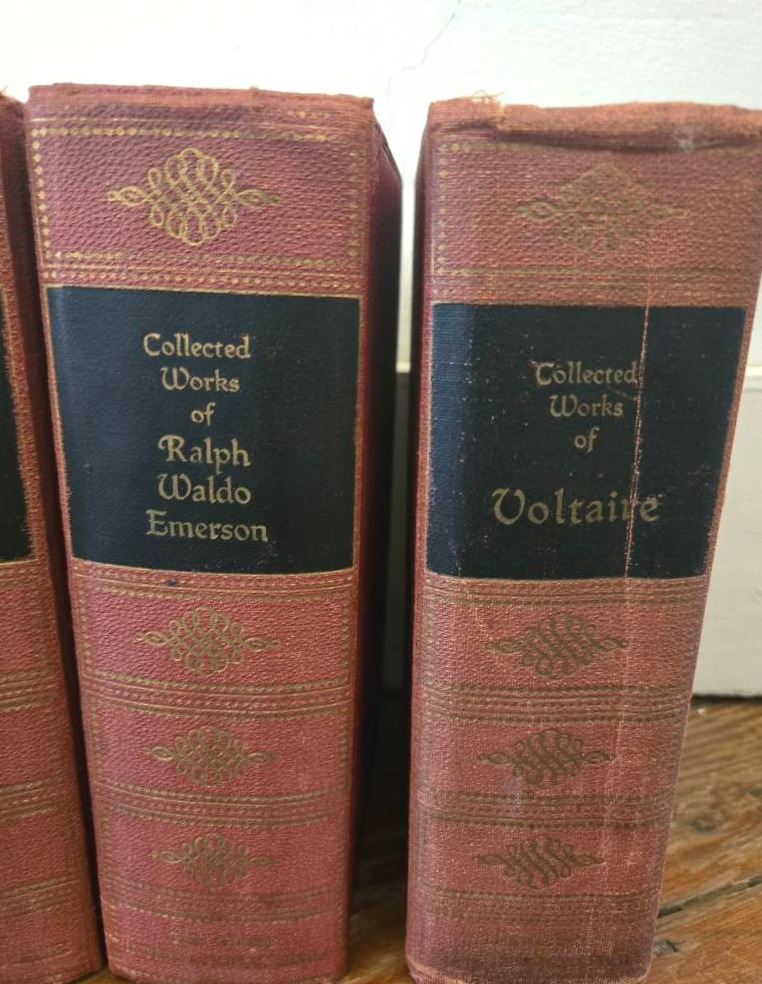 Collected
Works
of
Ralph
Waldo
Emerson
Collected
Works
of
Voltaire